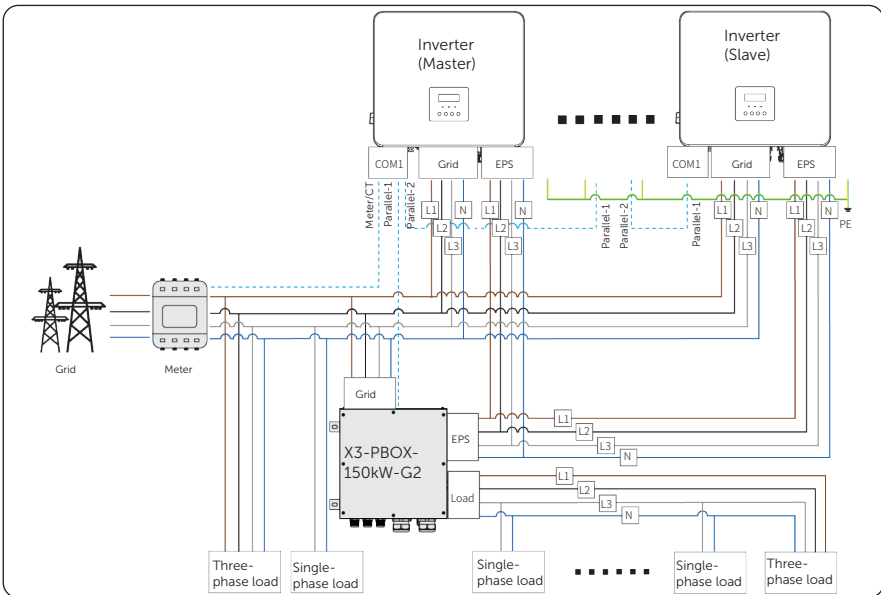 Inverter
(Master)
Inverter
(Slave)
COM1
Grid
EPS
COM1
Grid
EPS
Meter/CT
Parallel-1
Parallel-2
L1
L2
L3
N
L1
L2
L3
N
Parallel-1
Parallel-2
Parallel-1
L1
L2
L3
N
L1
L2
L3
N
PE
Grid
Meter
Grid
X3-PBOX-
150kW-G2
EPS
Load
L1
L2
L3
N
L1
L2
L3
N
Three-
phase load
Single-
phase load
Single-
phase load
Single-
phase load
Three-
phase load